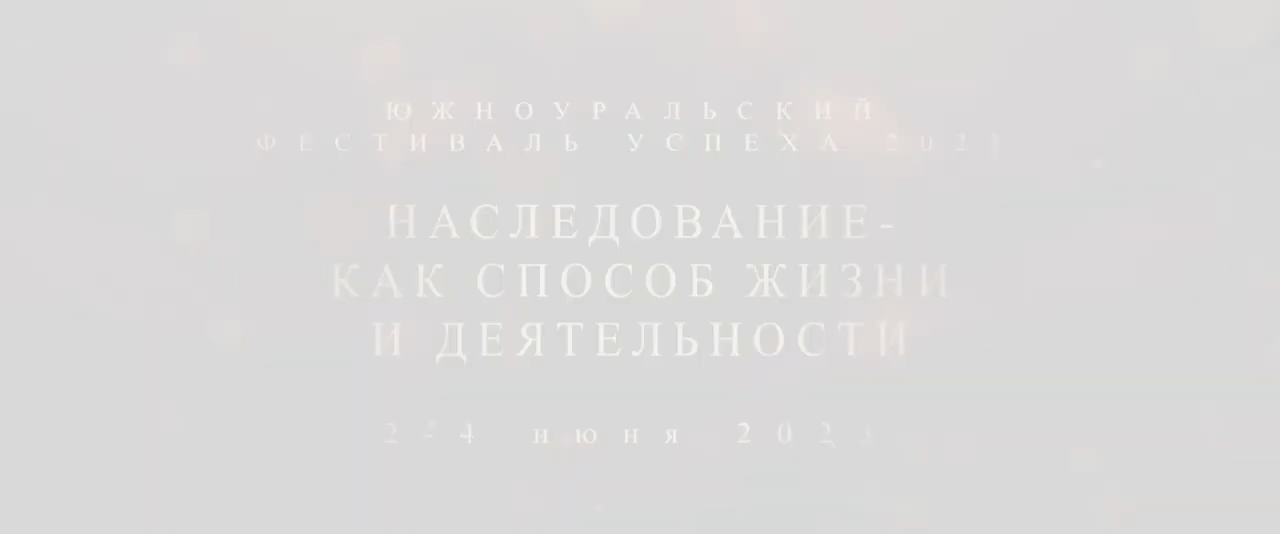 ЮЖНОУРАЛЬСКИЙ
ФЕСТИВАЛЬ УСПЕХА
НАСЛЕДОВАНИЕ-
КАК СПОСОБ ЖИЗНИ
И ДЕЯТЕЛЬНОСТИ
2-4 июня